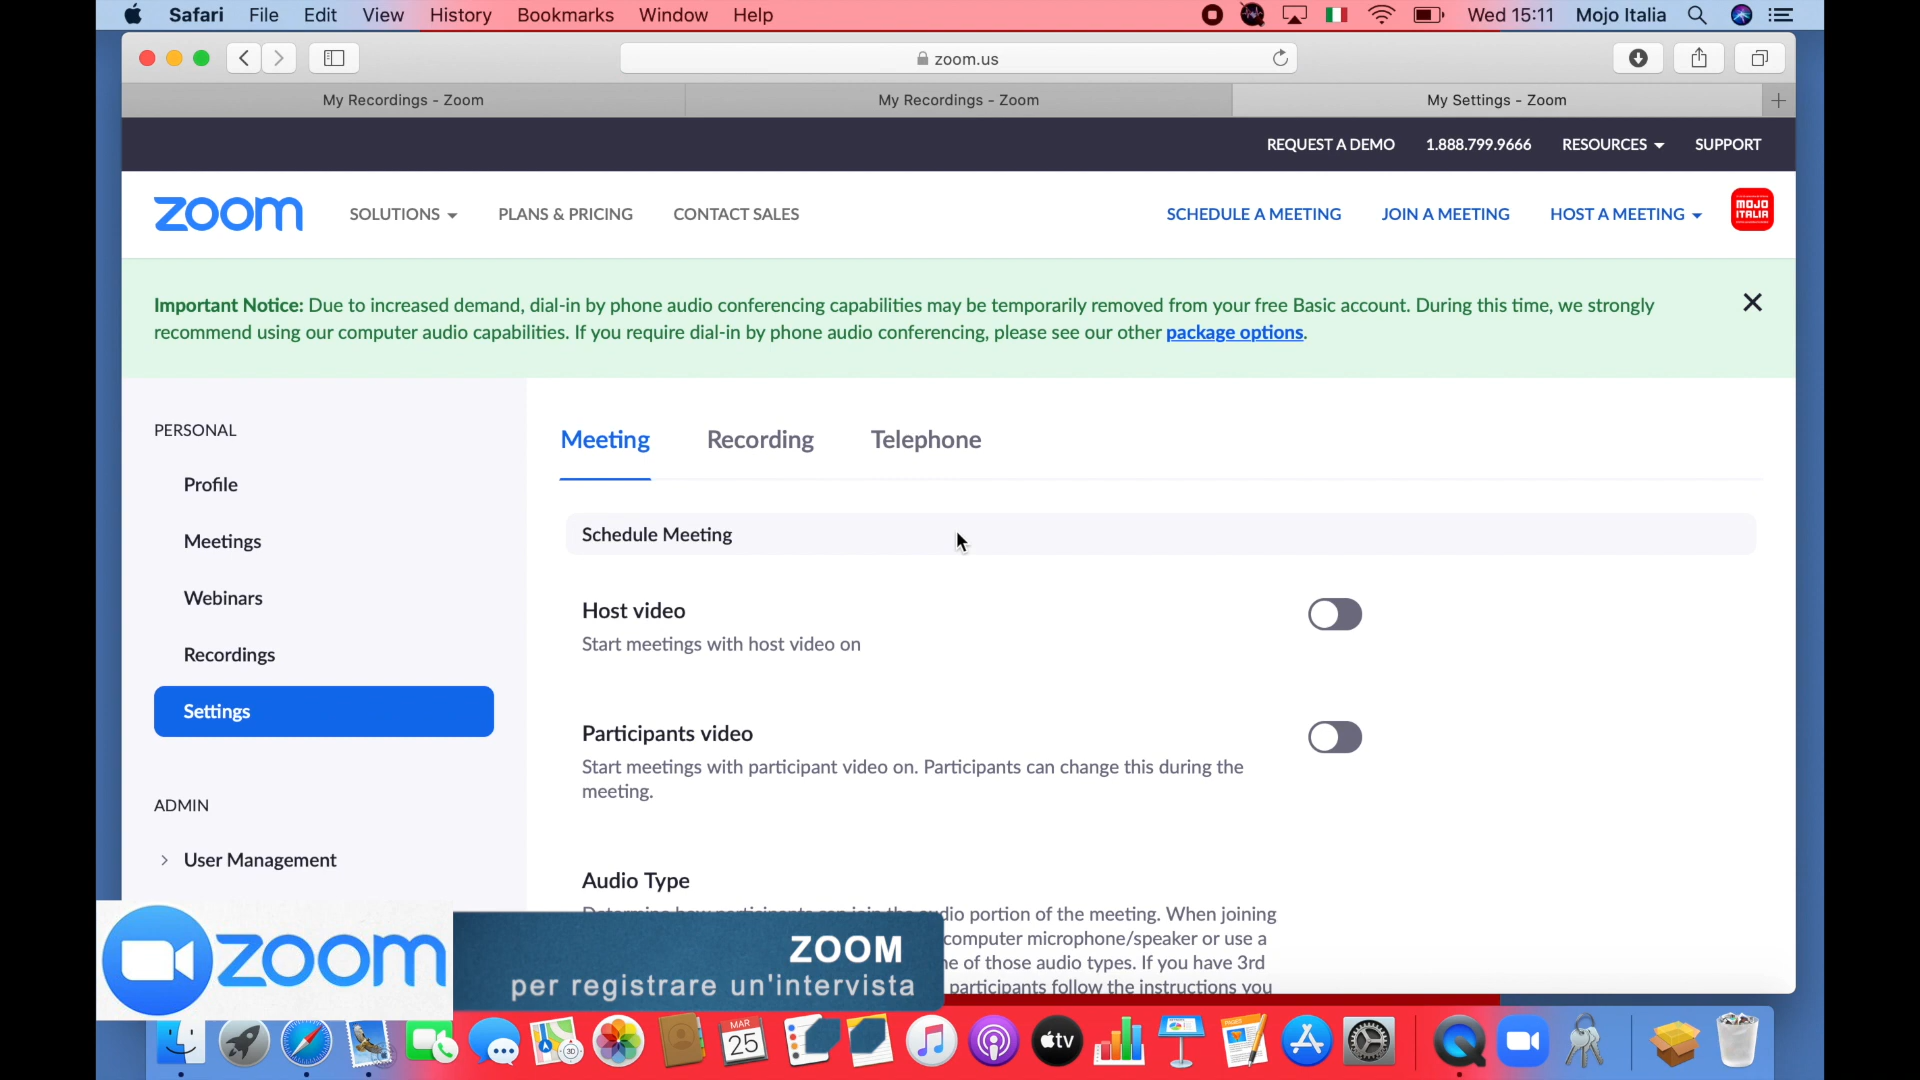 Safari File Edit View History Bookmarks Window Help Wed 15:11 Mojo Italia
zoom.us
My Recordings - Zoom My Recordings - Zoom My Settings - Zoom
REQUEST A DEMO 1.888.799.9666 RESOURCES SUPPORT
zoom SOLUTIONS PLANS & PRICING CONTACT SALES SCHEDULE A MEETING JOIN A MEETING HOST A MEETING
MOJO
ITALIA
Important Notice: Due to increased demand, dial-in by phone audio conferencing capabilities may be temporarily removed from your free Basic account. During this time, we strongly
recommend using our computer audio capabilities. If you require dial-in by phone audio conferencing, please see our other package options.
PERSONAL
Profile
Meetings
Webinars
Recordings
Settings
ADMIN
User Management
Meeting Recording Telephone
Schedule Meeting
Host video
Start meetings with host video on
Participants video
Start meetings with participant video on. Participants can change this during the
meeting.
Audio Type
portion of the meeting. When joining
computer microphone/speaker or use a
of those audio types. If you have 3rd
participants follow the instructions you
zoom
ZOOM
per registrare un'intervista
MAR
25
3D
tv